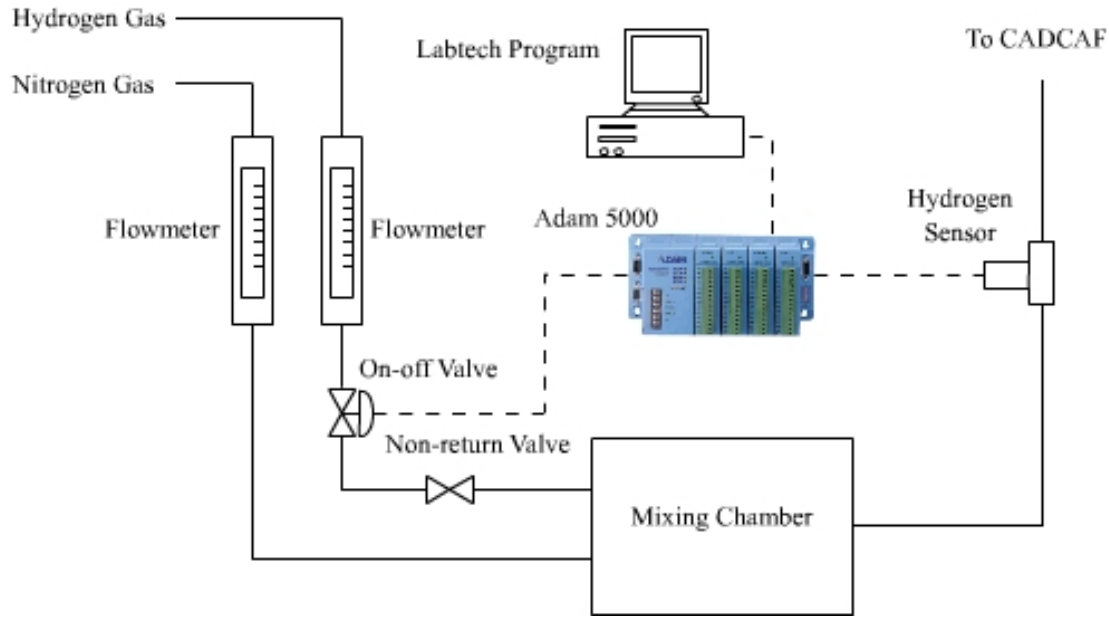 Hydrogen Gas
Nitrogen Gas
Labtech Program
To CADCAF
Flowmeter
Flowmeter
Adam 5000
Hydrogen
Sensor
On-off Valve
Non-return Valve
Mixing Chamber